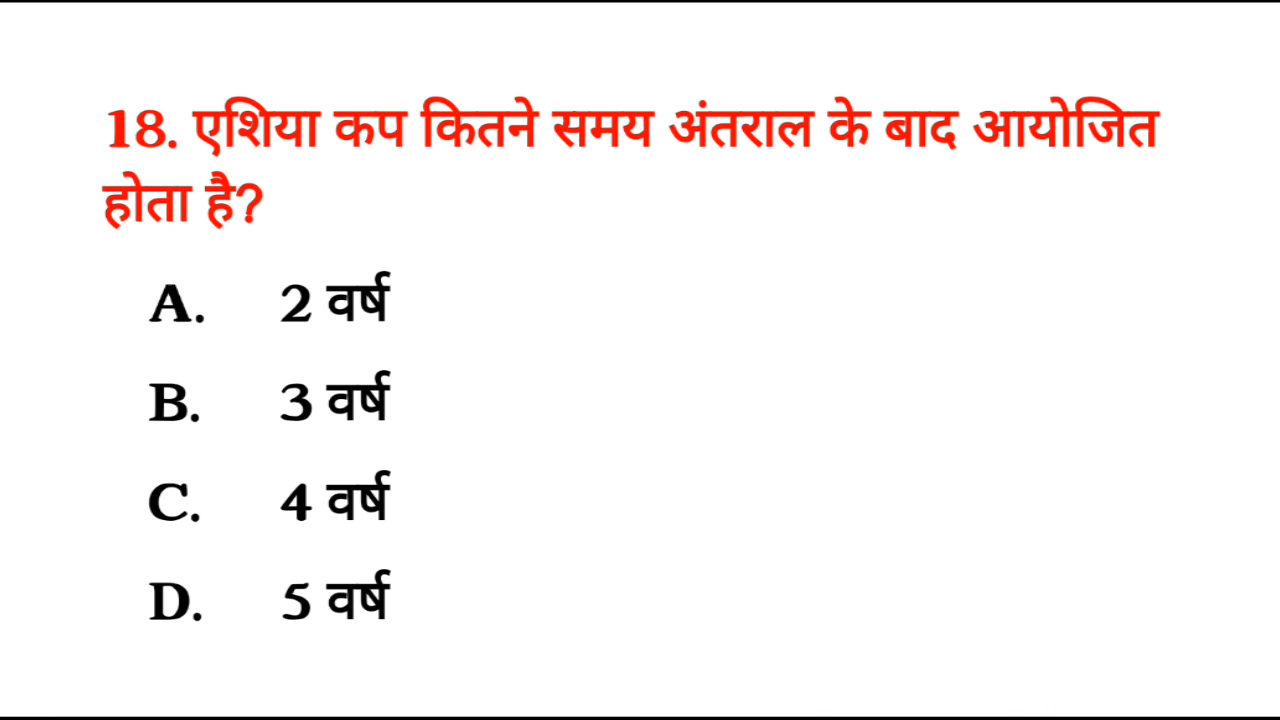 18. एशिया कप कितने समय अंतराल के बाद आयोजित
होता है?
A. 2 वर्ष
B. 3 वर्ष
C. 4 वर्ष
D. 5 वर्ष